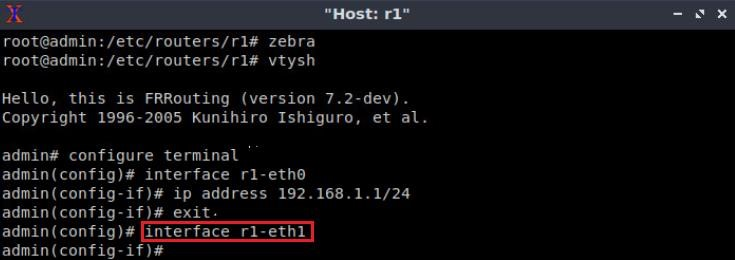 "Host: r1"
root@admin:/etc/routers/r1# zebra
root@admin:/etc/routers/r1# vtysh
Hello, this is FRRouting (version 7.2-dev).
Copyright 1996-2005 Kunihiro Ishiguro, et al.
admin# configure terminal
admin(config)# interface r1-eth0
admin(config-if)# ip address 192.168.1.1/24
admin(config-if)# exit
admin(config)# interface r1-eth1
admin(config-if)#